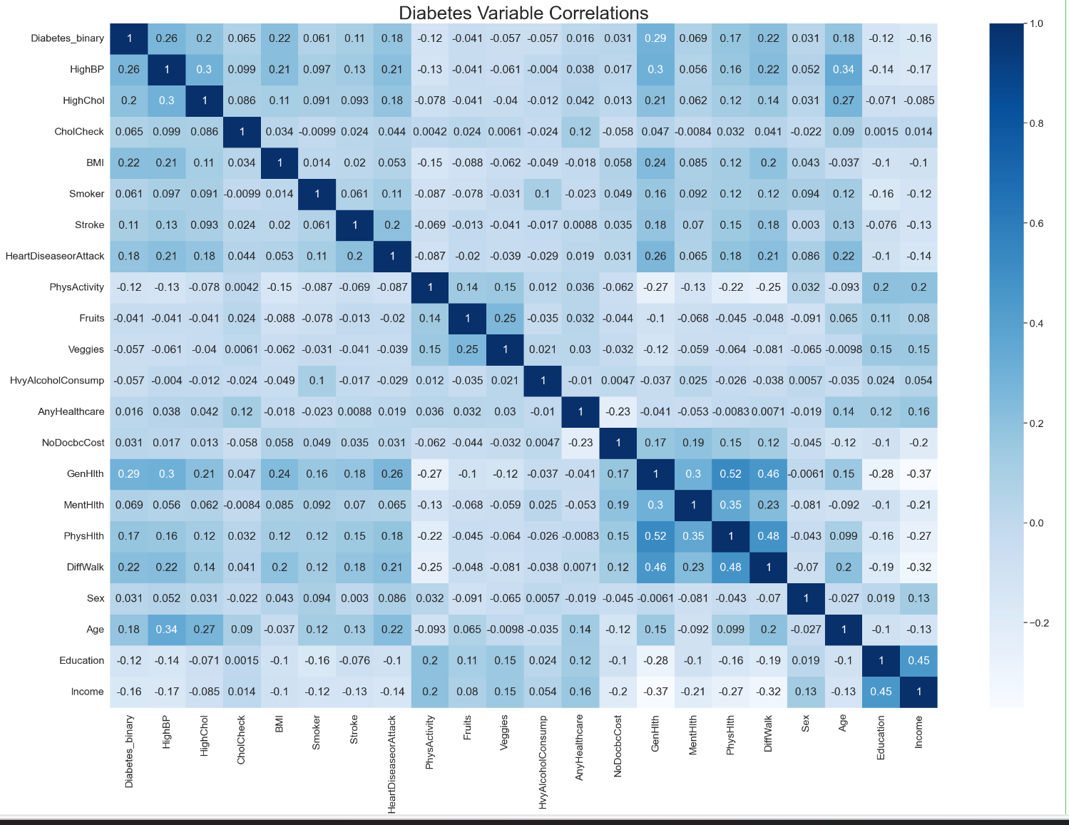 Diabetes Variable Correlations
Diabetes_binary 1 0.26 0.2 0.065 0.22 0.061 0.11 0.18 -0.12 -0.041 -0.057 -0.057 0.016 0.031 0.29 0.069 0.17 0.22 0.031 0.18 -0.12 -0.16
HighBP 0.26 1 0.3 0.099 0.21 0.097 0.13 0.21 -0.13 -0.041 -0.061 -0.004 0.038 0.017 0.3 0.056 0.16 0.22 0.052 0.34 -0.14 -0.17
HighChol 0.2 0.3 1 0.086 0.11 0.091 0.093 0.18 -0.078 -0.041 -0.04 -0.012 0.042 0.013 0.21 0.062 0.12 0.14 0.031 0.27 -0.071 -0.085
CholCheck 0.065 0.099 0.086 1 0.034 -0.0099 0.024 0.044 0.0042 0.024 0.0061 -0.024 0.12 -0.058 0.047 -0.0084 0.032 0.041 -0.022 0.09 0.0015 0.014
BMI 0.22 0.21 0.11 0.034 1 0.014 0.02 0.053 -0.15 -0.088 -0.062 -0.049 -0.018 0.058 0.24 0.085 0.12 0.2 0.043 -0.037 -0.1 -0.1
Smoker 0.061 0.097 0.091 -0.0099 0.014 1 0.061 0.11 -0.087 -0.078 -0.031 0.1 -0.023 0.049 0.16 0.092 0.12 0.12 0.094 0.12 -0.16 -0.12
Stroke 0.11 0.13 0.093 0.024 0.02 0.061 1 0.2 -0.069 -0.013 -0.041 -0.017 0.0088 0.035 0.18 0.07 0.15 0.18 0.003 0.13 -0.076 -0.13
HeartDiseaseorAttack 0.18 0.21 0.18 0.044 0.053 0.11 0.2 1 -0.087 -0.02 -0.039 -0.029 0.019 0.031 0.26 0.065 0.18 0.21 0.086 0.22 -0.1 -0.14
PhysActivity -0.12 -0.13 -0.078 0.0042 -0.15 -0.087 -0.069 -0.087 1 0.14 0.15 0.012 0.036 -0.062 -0.27 -0.13 -0.22 -0.25 0.032 -0.093 0.2 0.2
Fruits -0.041 -0.041 -0.041 0.024 -0.088 -0.078 -0.013 -0.02 0.14 1 0.25 -0.035 0.032 -0.044 -0.1 -0.068 -0.045 -0.048 -0.091 0.065 0.11 0.08
Veggies -0.057 -0.061 -0.04 0.0061 -0.062 -0.031 -0.041 -0.039 0.15 0.25 1 0.021 0.03 -0.032 -0.12 -0.059 -0.064 -0.081 -0.065 -0.0098 0.15 0.15
HvyAlcoholConsump -0.057 -0.004 -0.012 -0.024 -0.049 0.1 -0.017 -0.029 0.012 -0.035 0.021 1 -0.01 0.0047 -0.037 0.025 -0.026 -0.038 0.0057 -0.035 0.024 0.054
AnyHealthcare 0.016 0.038 0.042 0.12 -0.018 -0.023 0.0088 0.019 0.036 0.032 0.03 -0.01 1 -0.23 -0.041 -0.053 -0.0083 0.0071 -0.019 0.14 0.12 0.16
NoDocbcCost 0.031 0.017 0.013 -0.058 0.058 0.049 0.035 0.031 -0.062 -0.044 -0.032 0.0047 -0.23 1 0.17 0.19 0.15 0.12 -0.045 -0.12 -0.1 -0.2
GenHlth 0.29 0.3 0.21 0.047 0.24 0.16 0.18 0.26 -0.27 -0.1 -0.12 -0.037 -0.041 0.17 1 0.3 0.52 0.46 -0.0061 0.15 -0.28 -0.37
MentHlth 0.069 0.056 0.062 -0.0084 0.085 0.092 0.07 0.065 -0.13 -0.068 -0.059 0.025 -0.053 0.19 0.3 1 0.35 0.23 -0.081 -0.092 -0.1 -0.21
PhysHlth 0.17 0.16 0.12 0.032 0.12 0.12 0.15 0.18 -0.22 -0.045 -0.064 -0.026 -0.0083 0.15 0.52 0.35 1 0.48 -0.043 0.099 -0.16 -0.27
DiffWalk 0.22 0.22 0.14 0.041 0.2 0.12 0.18 0.21 -0.25 -0.048 -0.081 -0.038 0.0071 0.12 0.46 0.23 0.48 1 -0.07 0.2 -0.19 -0.32
Sex 0.031 0.052 0.031 -0.022 0.043 0.094 0.003 0.086 0.032 -0.091 -0.065 0.0057 -0.019 -0.045 -0.0061 -0.081 -0.043 -0.07 1 -0.027 0.019 0.13
Age 0.18 0.34 0.27 0.09 -0.037 0.12 0.13 0.22 -0.093 0.065 -0.0098 -0.035 0.14 -0.12 0.15 -0.092 0.099 0.2 -0.027 1 -0.1 -0.13
Education -0.12 -0.14 -0.071 0.0015 -0.1 -0.16 -0.076 -0.1 0.2 0.11 0.15 0.024 0.12 -0.1 -0.28 -0.1 -0.16 -0.19 0.019 -0.1 1 0.45
Income -0.16 -0.17 -0.085 0.014 -0.1 -0.12 -0.13 -0.14 0.2 0.08 0.15 0.054 0.16 -0.2 -0.37 -0.21 -0.27 -0.32 0.13 -0.13 0.45 1
Diabetes_binary
HighBP
HighChol
CholCheck
BMI
Smoker
Stroke
HeartDiseaseorAttack
PhysActivity
Fruits
Veggies
HvyAlcoholConsump
AnyHealthcare
NoDocbcCost
GenHlth
MentHlth
PhysHlth
DiffWalk
Sex
Age
Education
Income
1.0
0.8
0.6
0.4
0.2
0.0
−0.2